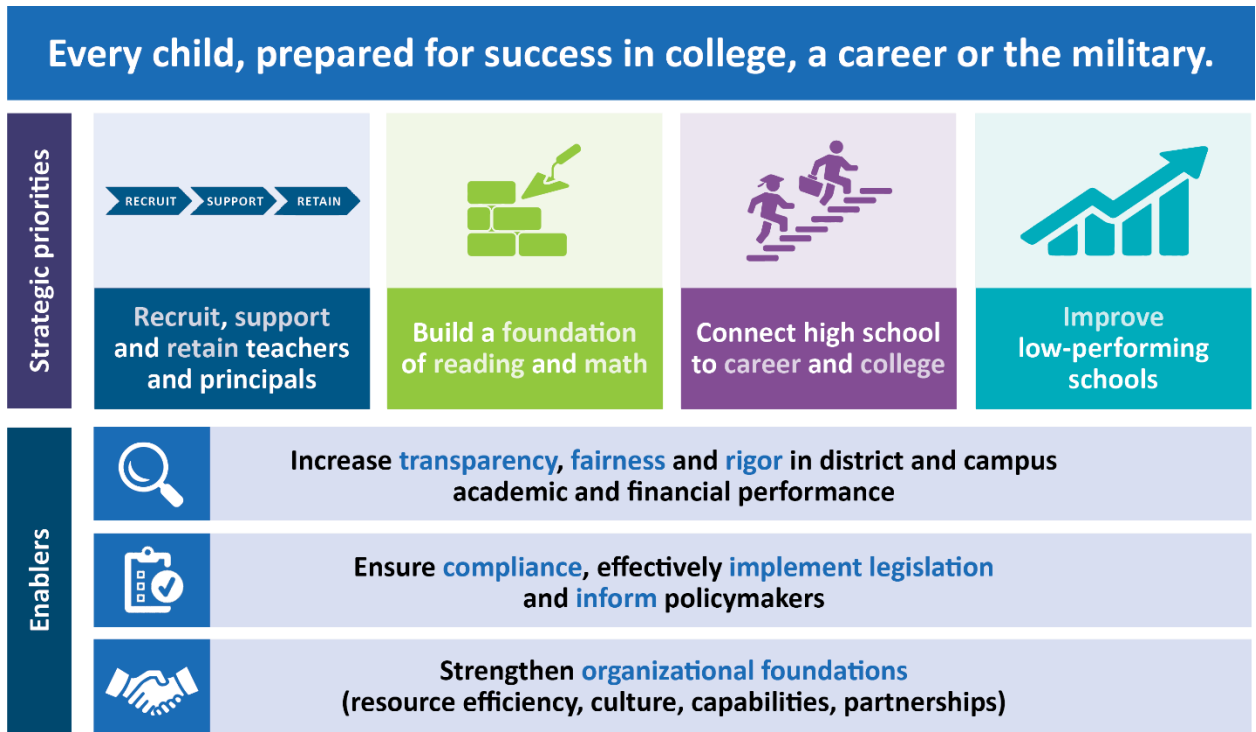 Every child, prepared for success in college, a career or the military.
Strategic priorities
RECRUIT SUPPORT RETAIN
Recruit, support
and retain teachers
and principals
Build a foundation
of reading and math
Connect high school
to career and college
Improve
low-performing
schools
Enablers
Increase transparency, fairness and rigor in district and campus
academic and financial performance
Ensure compliance, effectively implement legislation
and inform policymakers
Strengthen organizational foundations
(resource efficiency, culture, capabilities, partnerships)